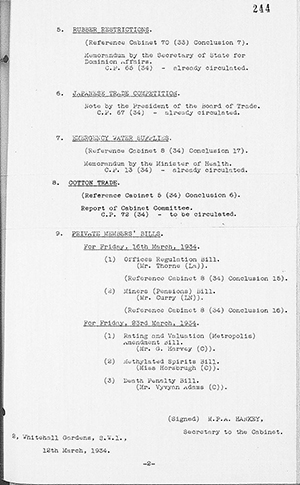 244
5. RUBBER RESTRICTIONS.
(Reference Cabinet 70 (33) Conclusion 7).
Memorandum by the Secretary of State for
Dominion Affairs.
C.P. 65 (34) - already circulated.
6. JAPANESE TRADE COMPETITION.
Note by the President of the Board of Trade.
C.P. 67 (34) - already circulated.
7. EMERGENCY WATER SUPPLIES.
(Reference Cabinet 8 (34) Conclusion 17).
Memorandum by the Minister of Health.
C.P. 13 (34) - already circulated.
8. COTTON TRADE.
(Reference Cabinet 5 (34) Conclusion 6).
Report of Cabinet Committee.
C.P. 72 (34) - to be circulated.
9. PRIVATE MEMBERS' BILLS.
For Friday, 16th March, 1934.
(1) Offices Regulation Bill.
(Mr. Thorne (La)).
(Reference Cabinet 8 (34) Conclusion 15).
(2) Miners (Pensions) Bill.
(Mr. Curry (LN)).
(Reference Cabinet 8 (34) Conclusion 16).
For Friday, 23rd March, 1934.
(1) Rating and Valuation (Metropolis)
Amendment Bill.
(Mr. G. Harvey (C)).
(2) Methylated Spirits Bill.
(Miss Horsbrugh (C)).
(3) Death Penalty Bill.
(Mr. Vyvyan Adams (C)).
(Signed) M.P.A. HANKEY,
Secretary to the Cabinet.
2, Whitehall Gardens, S.W.1.,
12th March, 1934.
-2-